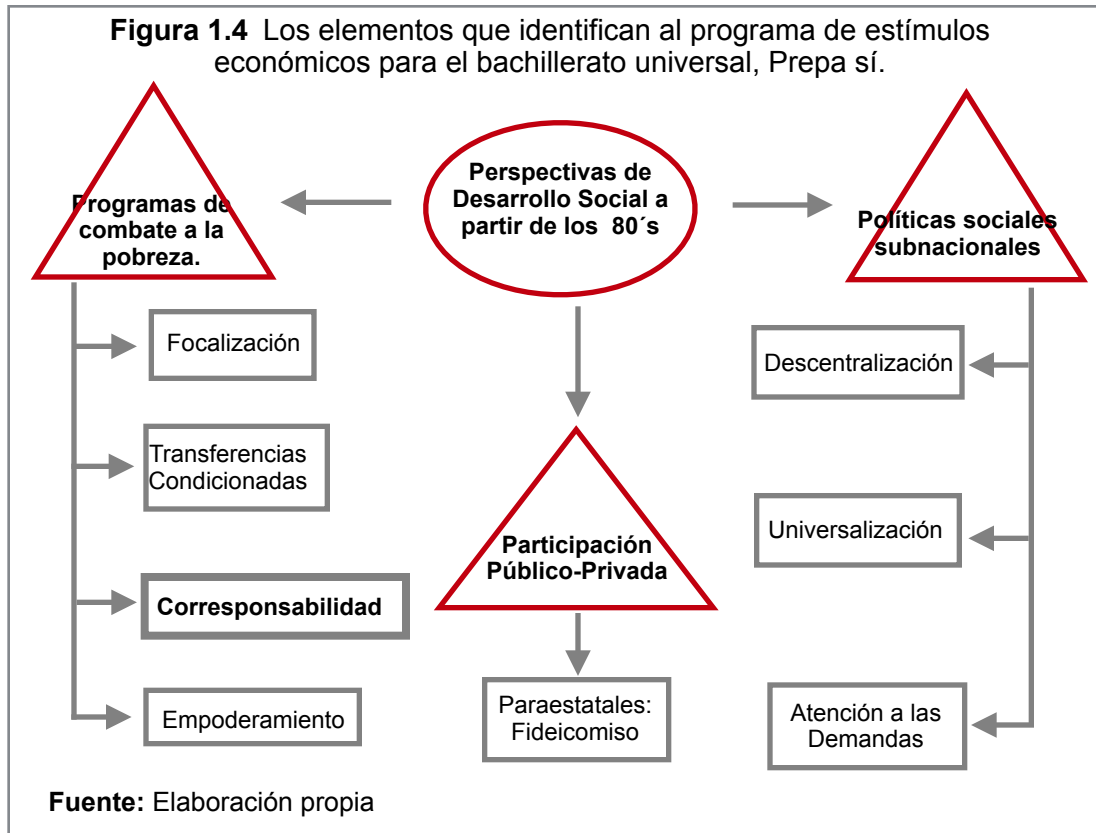 Figura 1.4 Los elementos que identifican al programa de estímulos
económicos para el bachillerato universal, Prepa sí.
Perspectivas de
Desarrollo Social a
partir de los 80´s
Programas de
combate a la
pobreza.
Políticas sociales
subnacionales
Focalización
Transferencias
Condicionadas
Corresponsabilidad
Empoderamiento
Participación
Público-Privada
Paraestatales:
Fideicomiso
Descentralización
Universalización
Atención a las
Demandas
Fuente: Elaboración propia